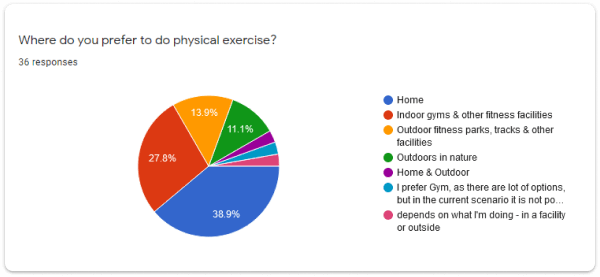 Where do you prefer to do physical exercise?
36 responses
13.9%
11.1%
27.8%
38.9%
Home
Indoor gyms & other fitness facilities
Outdoor fitness parks, tracks & other
facilities
Outdoors in nature
Home & Outdoor
I prefer Gym, as there are lot of options,
but in the current scenario it is not po...
depends on what I'm doing - in a facility
or outside